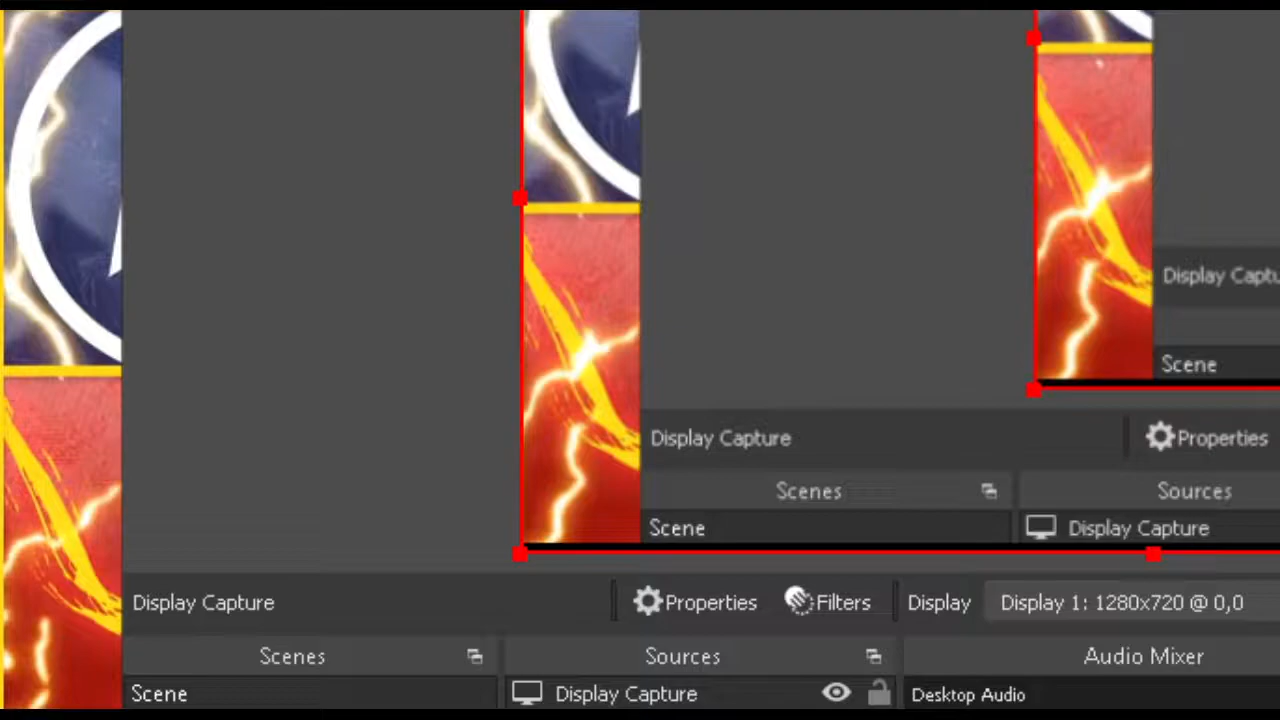 Display Capture
Scene
Display Capture Properties
Scenes Sources
Scene Display Capture
Display Capture Properties Filters Display Display 1: 1280x720 @ 0,0
Scenes Sources Audio Mixer
Scene Display Capture Desktop Audio